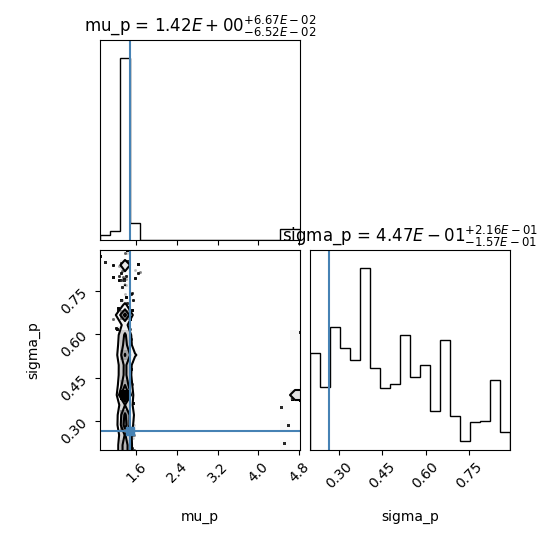 mu_p = 1.42E + 00+6.67E − 02
−6.52E − 02
sigma_p = 4.47E − 01+2.16E − 01
−1.57E − 01
sigma_p
0.75
0.60
0.45
0.30
1.6 2.4 3.2 4.0 4.8
mu_p
0.30 0.45 0.60 0.75
sigma_p